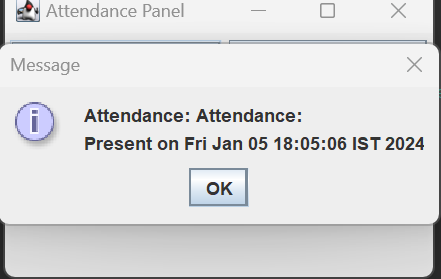 Attendance Panel
Message
Attendance: Attendance:
Present on Fri Jan 05 18:05:06 IST 2024
OK